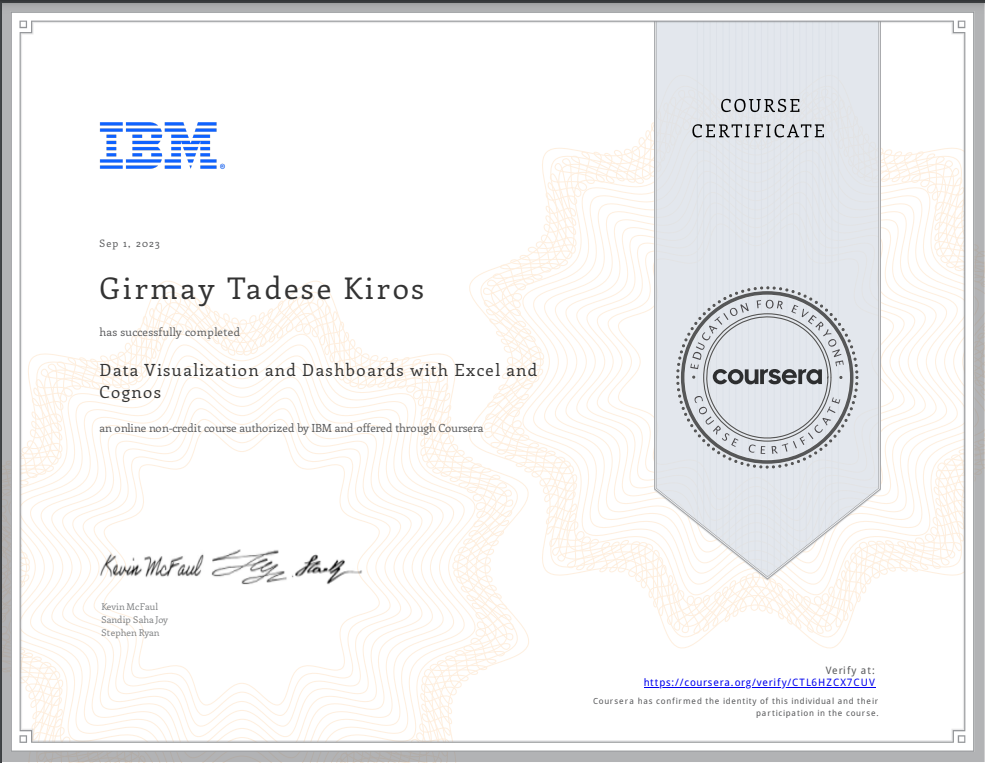 IBM®
COURSE
CERTIFICATE
Sep 1, 2023
Girmay Tadese Kiros
has successfully completed
Data Visualization and Dashboards with Excel and
Cognos
an online non-credit course authorized by IBM and offered through Coursera
EDUCATION FOR EVERYONE
coursera
COURSE CERTIFICATE
Kevin McFaul
Kevin McFaul
Sandip Saha Joy
Stephen Ryan
Verify at:
https://coursera.org/verify/CTL6HZCX7CUV
Coursera has confirmed the identity of this individual and their
participation in the course.